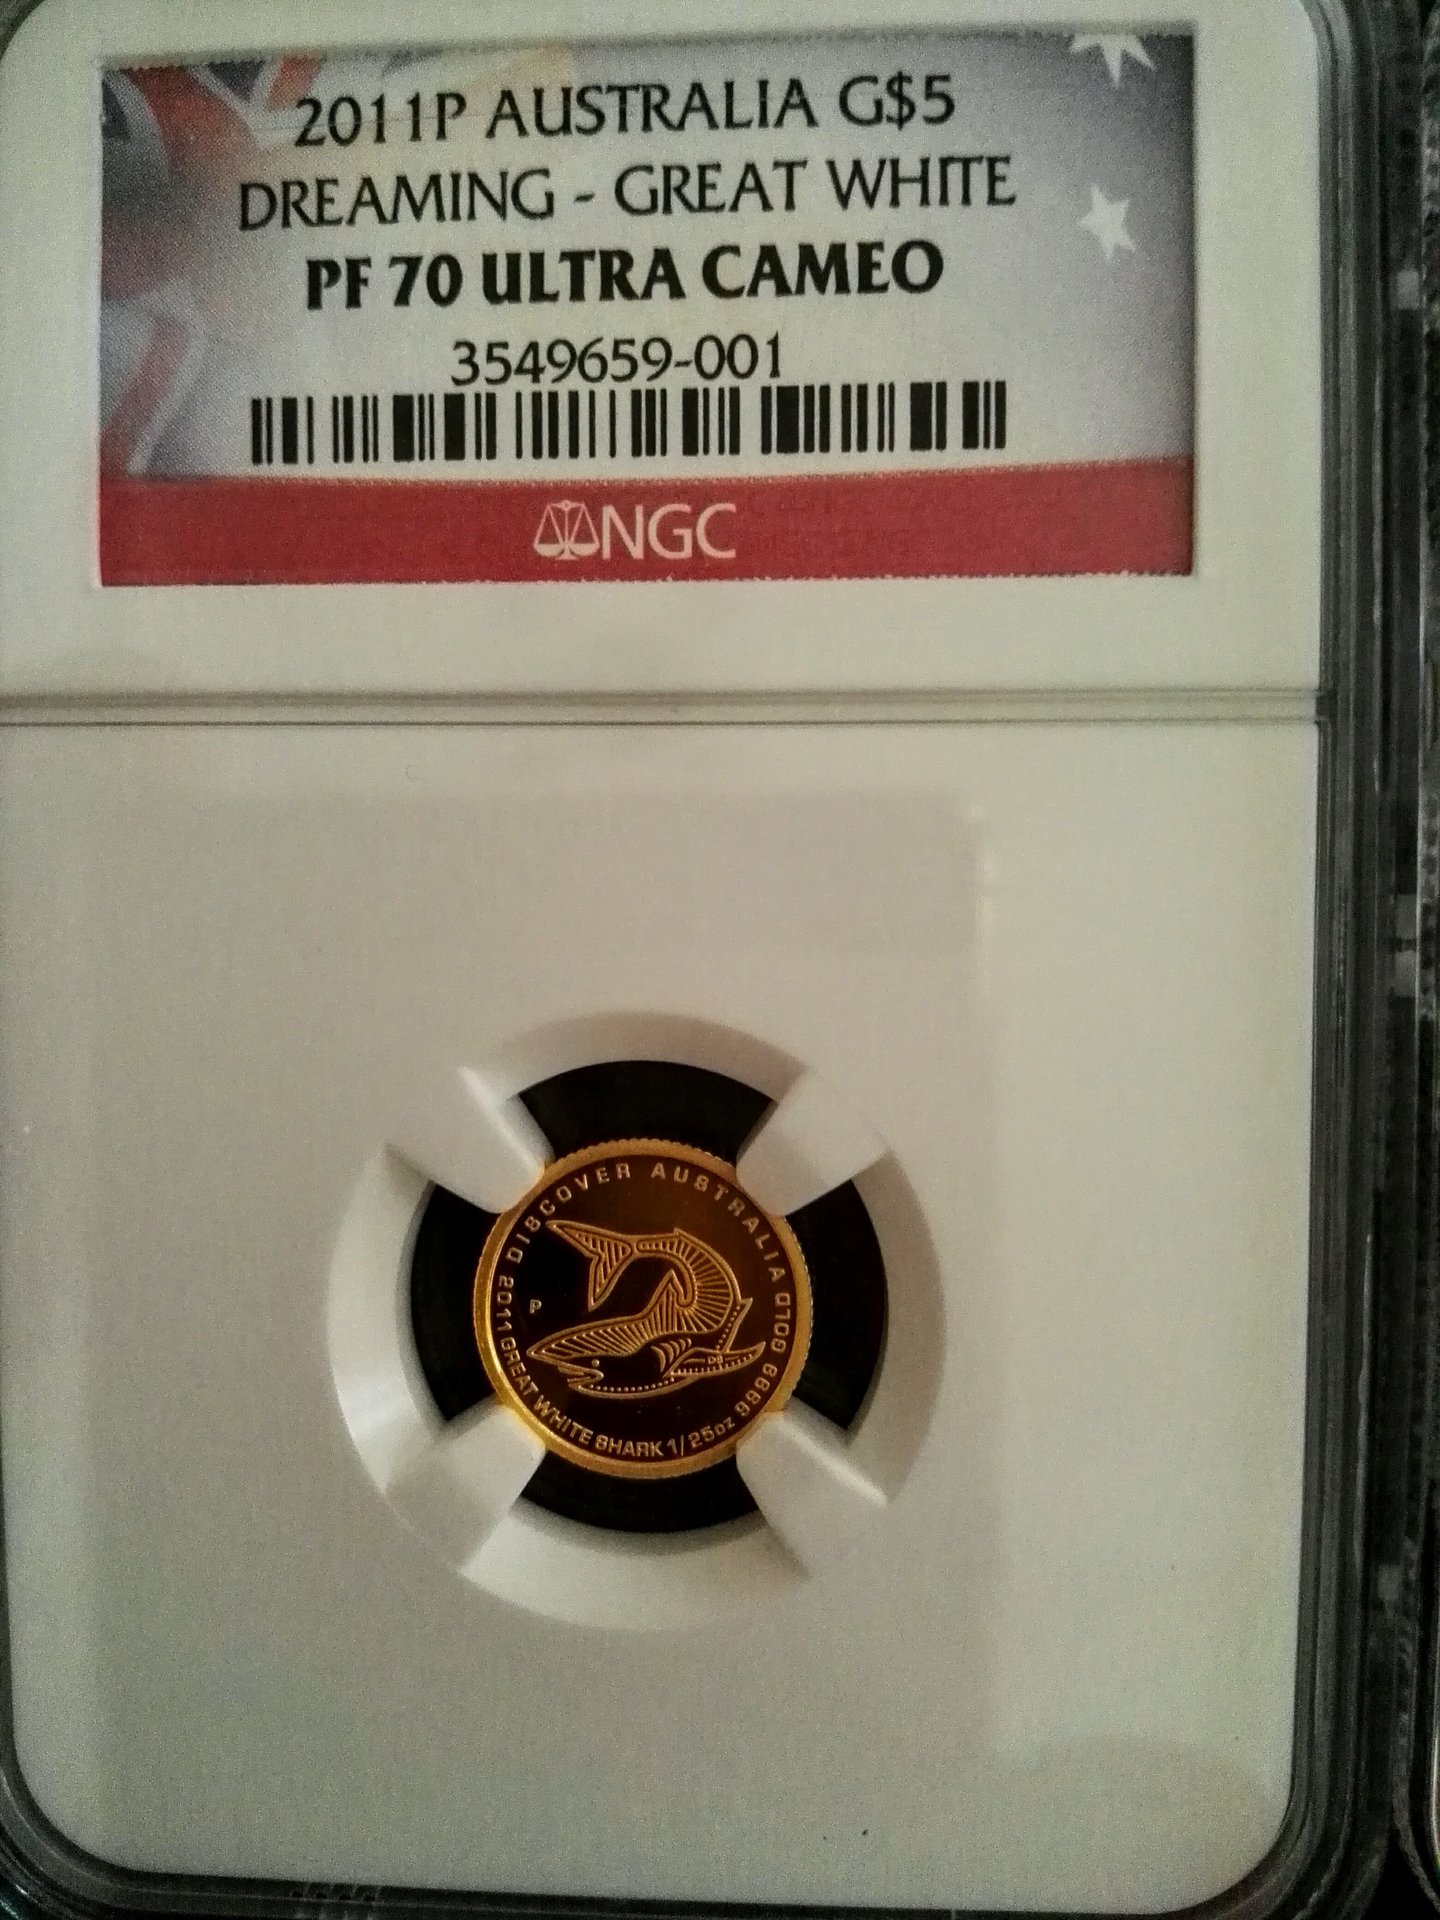 2011P AUSTRALIA G$5
DREAMING - GREAT WHITE
PF 70 ULTRA CAMEO
3549659-001
NGC
DISCOVER AUSTRALIA GOLD 9999
2011 GREAT WHITE SHARK 1/25oz
P
DB